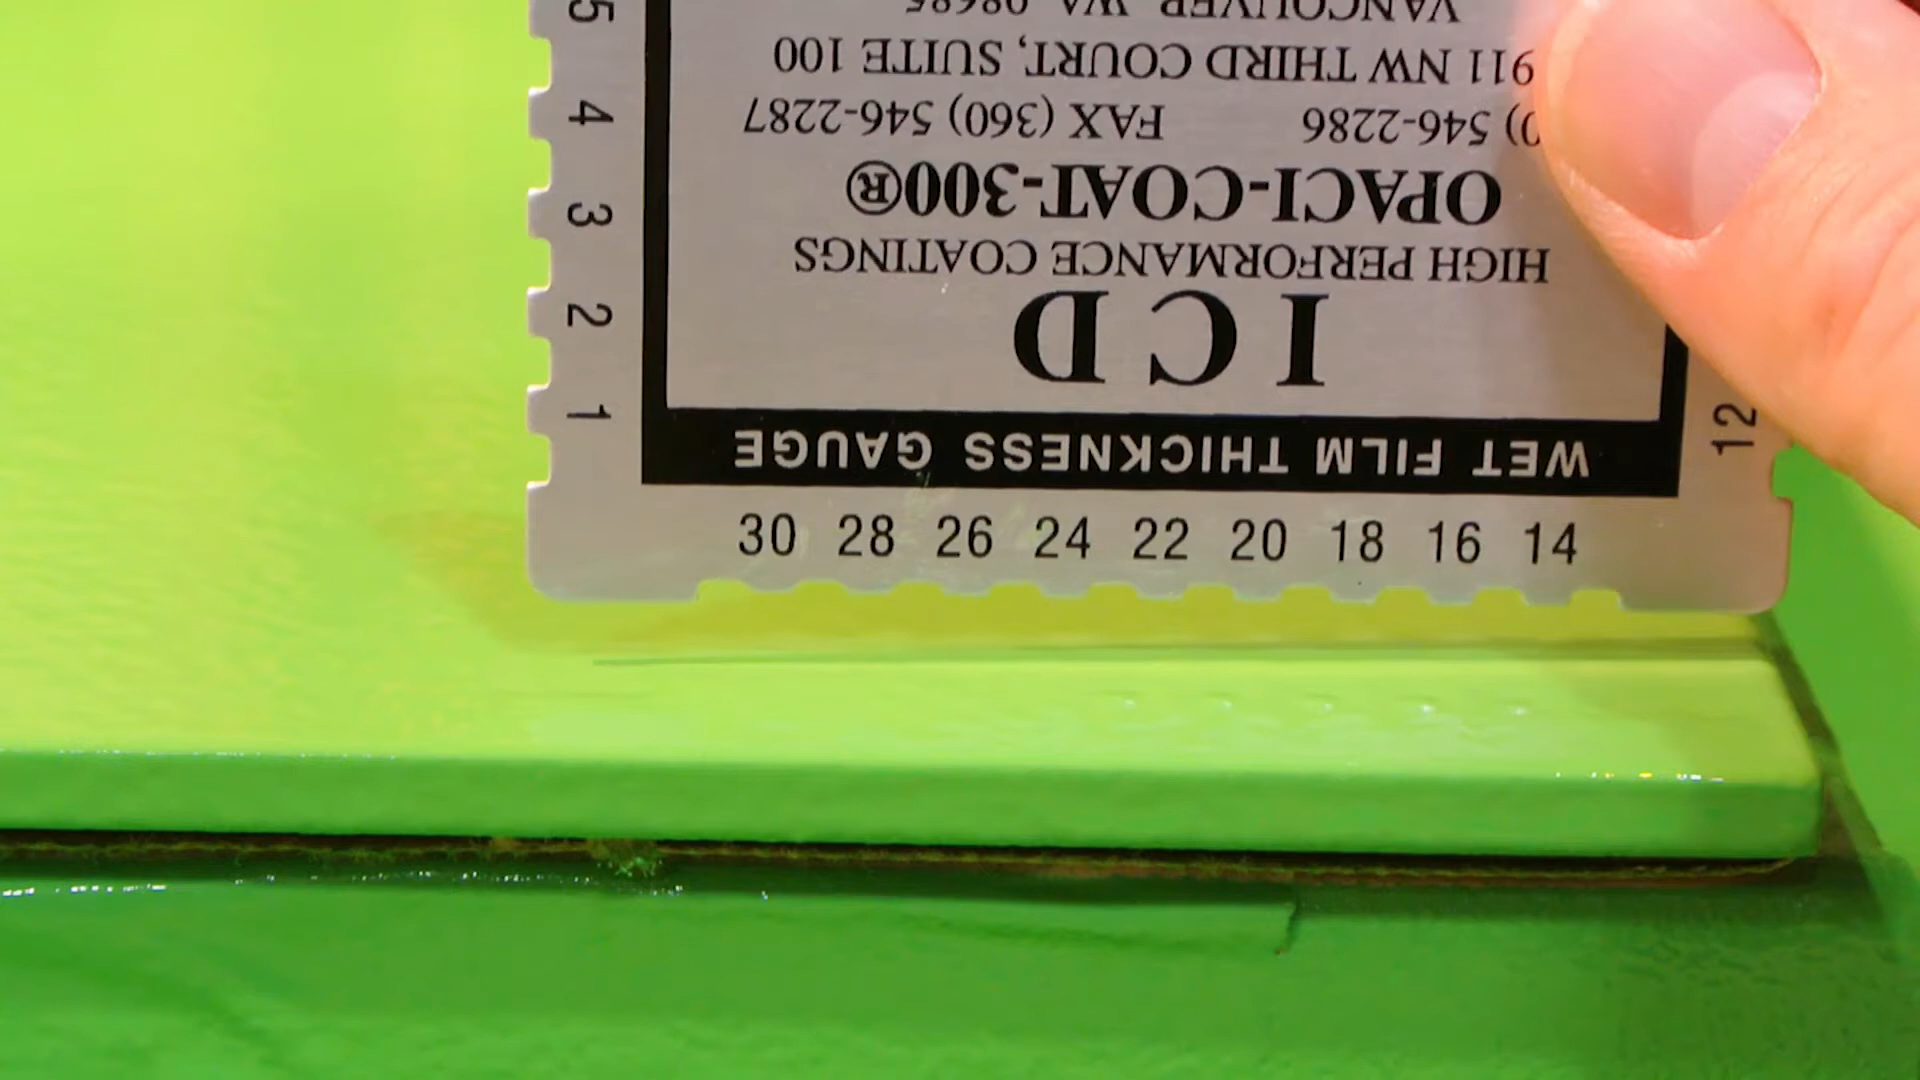 WET FILM THICKNESS GAUGE
I C D
HIGH PERFORMANCE COATINGS
OPACI-COAT-300®
0) 546-2286 FAX (360) 546-2287
911 NW THIRD COURT, SUITE 100
VANCOUVER, WA 98685
5
4
3
2
1
30 28 26 24 22 20 18 16 14
12